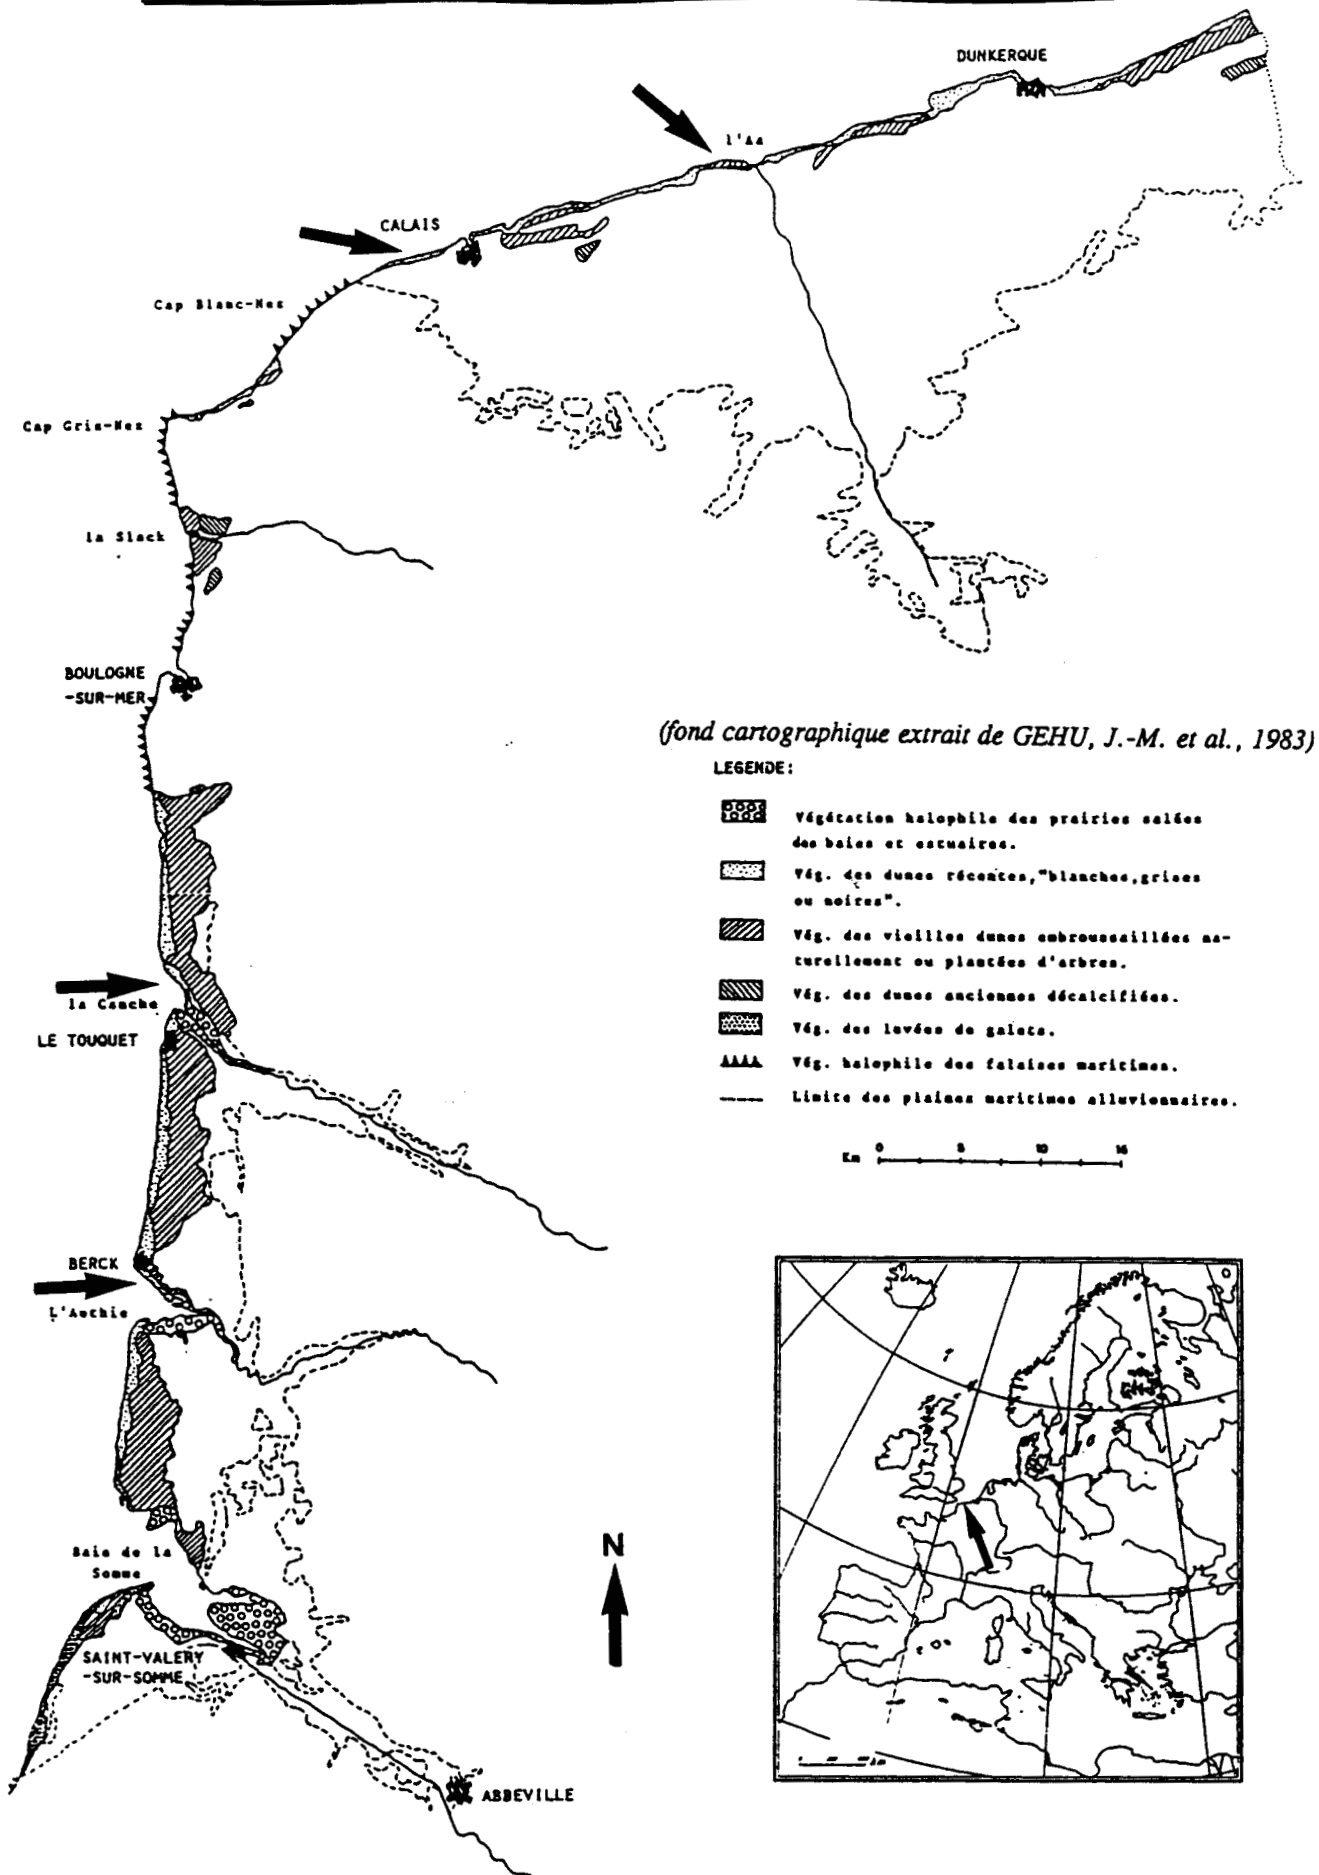 DUNKERQUE
l'Aa
CALAIS
Cap Blanc-Nez
Cap Gris-Nez
la Slack
BOULOGNE
-SUR-MER
(fond cartographique extrait de GEHU, J.-M. et al., 1983)
LEGENDE:
Végétation halophile des prairies salées
des baies et estuaires.
Vég. des dunes récentes,"blanches,grises
ou noires".
Vég. des vieilles dunes embroussaillées na-
turellement ou plantées d'arbres.
Vég. des dunes anciennes décalcifiées.
Vég. des levées de galets.
Vég. halophile des falaises maritimes.
Limite des plaines maritimes alluvionnaires.
Km 0 5 10 15
la Canche
LE TOUQUET
BERCK
L'Authie
Baie de la
Somme
N
SAINT-VALERY
-SUR-SOMME
ABBEVILLE